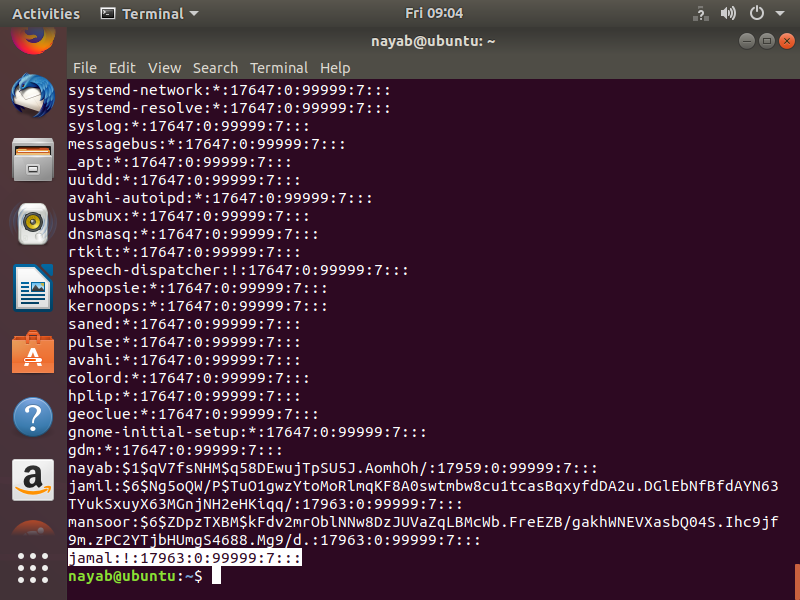 Activities Terminal Fri 09:04
nayab@ubuntu: ~
File Edit View Search Terminal Help
systemd-network:*:17647:0:99999:7:::
systemd-resolve:*:17647:0:99999:7:::
syslog:*:17647:0:99999:7:::
messagebus:*:17647:0:99999:7:::
_apt:*:17647:0:99999:7:::
uuidd:*:17647:0:99999:7:::
avahi-autoipd:*:17647:0:99999:7:::
usbmux:*:17647:0:99999:7:::
dnsmasq:*:17647:0:99999:7:::
rtkit:*:17647:0:99999:7:::
speech-dispatcher:!:17647:0:99999:7:::
whoopsie:*:17647:0:99999:7:::
kernoops:*:17647:0:99999:7:::
saned:*:17647:0:99999:7:::
pulse:*:17647:0:99999:7:::
avahi:*:17647:0:99999:7:::
colord:*:17647:0:99999:7:::
hplip:*:17647:0:99999:7:::
geoclue:*:17647:0:99999:7:::
gnome-initial-setup:*:17647:0:99999:7:::
gdm:*:17647:0:99999:7:::
nayab:$1$qV7fsNHM$q58DEwujTpSU5J.AomhOh/:17959:0:99999:7:::
jamil:$6$Ng5oQW/P$TuO1gwzYtoMoRlmqKF8A0swtmbw8cu1tcasBqxyfdDA2u.DGlEbNfBfdAYN63
TYukSxuyX63MGnjNH2eHKiqq/:17963:0:99999:7:::
mansoor:$6$ZDpzTXBM$kFdv2mrOblNNw8DzJUVaZqLBMcWb.FreEZB/gakhWNEVXasbQ04S.Ihc9jf
9m.zPC2YTjbHUmgS4688.Mg9/d.:17963:0:99999:7:::
jamal:!:17963:0:99999:7:::
nayab@ubuntu:~$